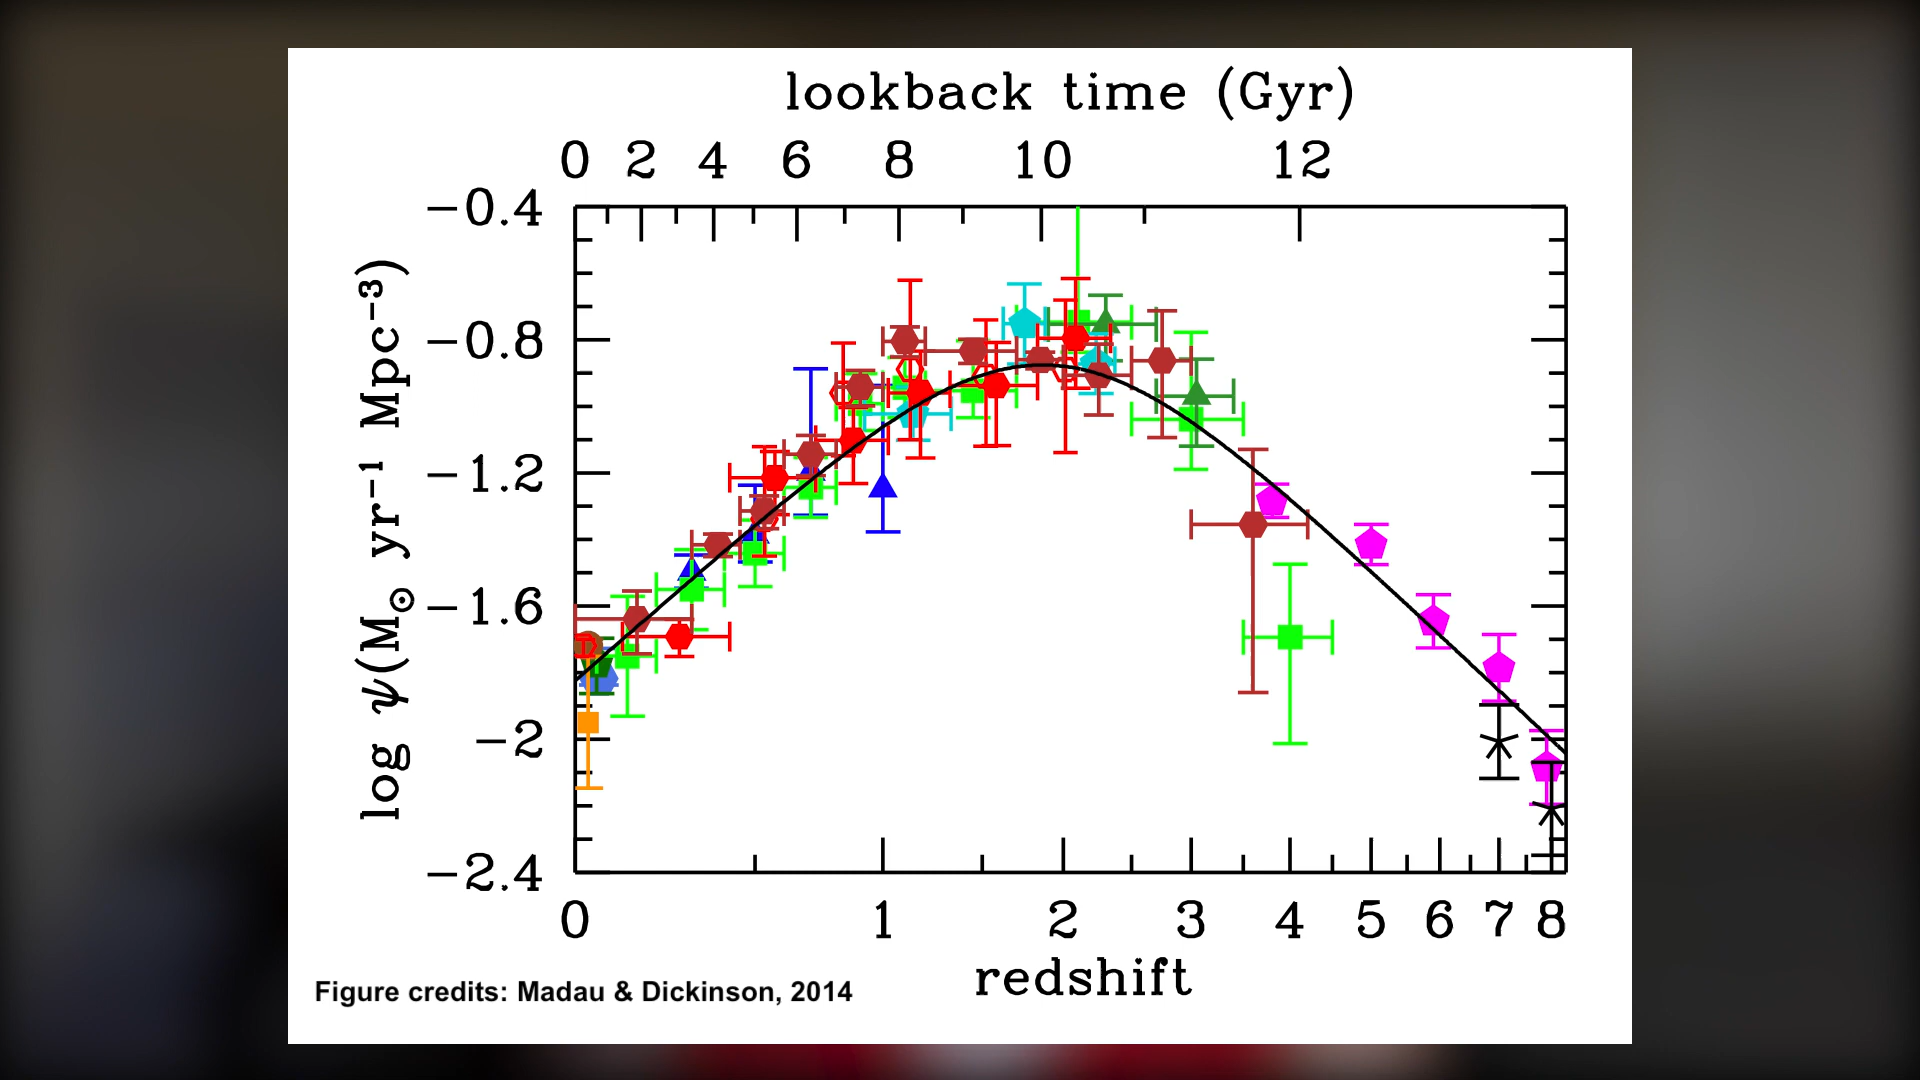 lookback time (Gyr)
0 2 4 6 8 10 12
−0.4
−0.8
−1.2
−1.6
−2
−2.4
log ψ(M⊙ yr⁻¹ Mpc⁻³)
0 1 2 3 4 5 6 7 8
redshift
Figure credits: Madau & Dickinson, 2014